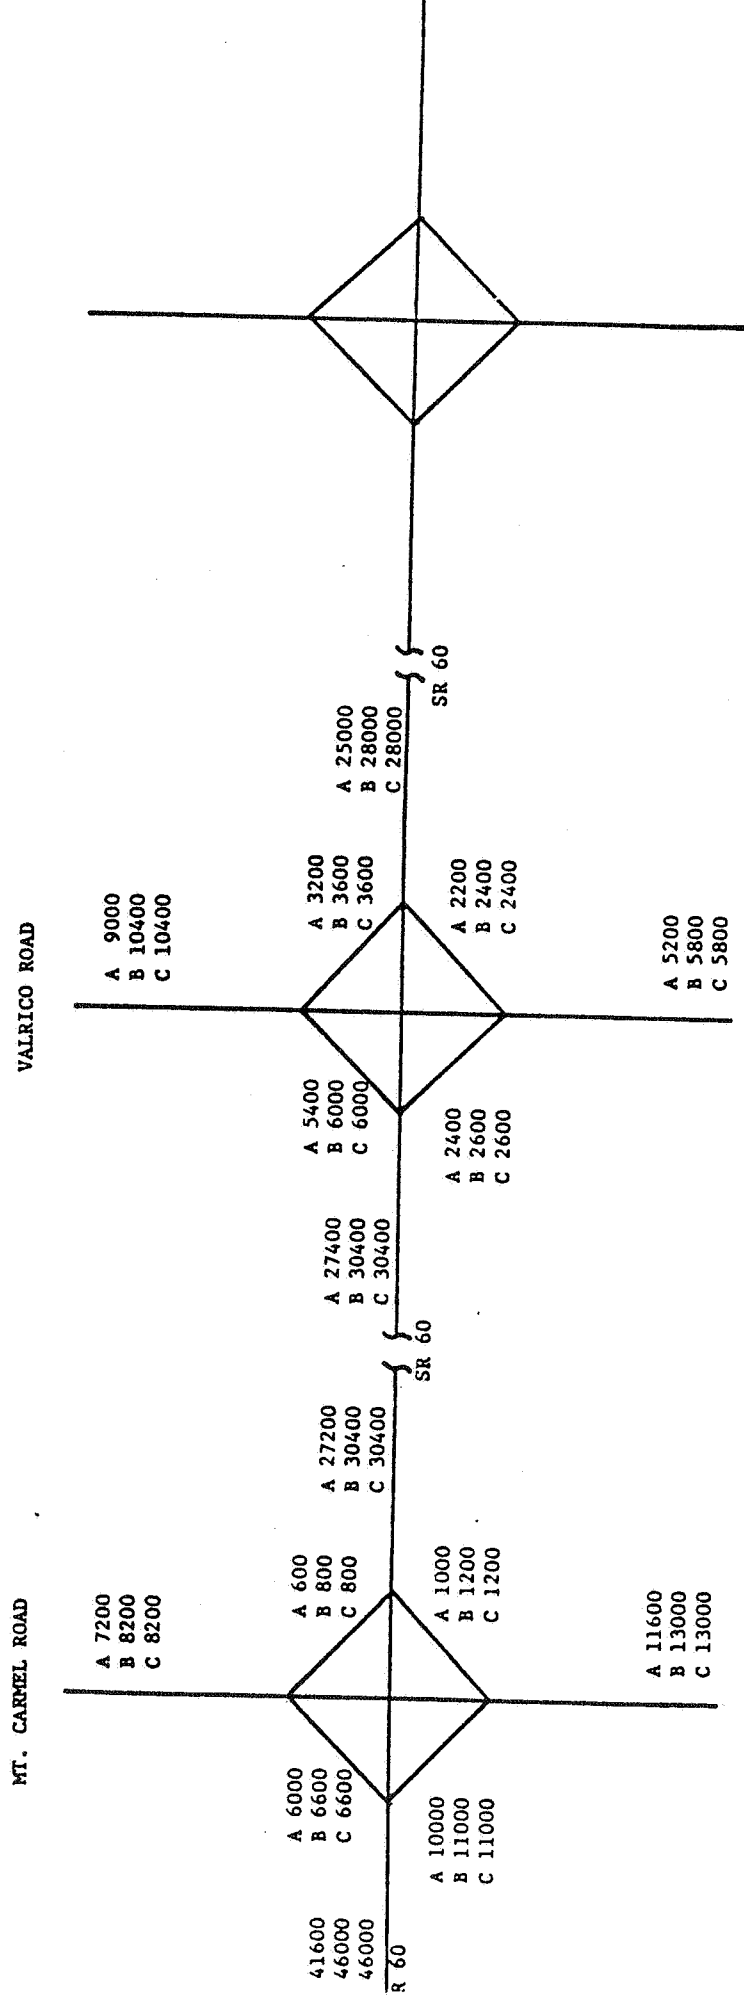 MT. CARMEL ROAD
A 7200
B 8200
C 8200
41600
46000
46000
R 60
A 6000
B 6600
C 6600
A 10000
B 11000
C 11000
A 600
B 800
C 800
A 1000
B 1200
C 1200
A 11600
B 13000
C 13000
A 27200
B 30400
C 30400
SR 60
A 27400
B 30400
C 30400
VALRICO ROAD
A 9000
B 10400
C 10400
A 5400
B 6000
C 6000
A 2400
B 2600
C 2600
A 3200
B 3600
C 3600
A 2200
B 2400
C 2400
A 5200
B 5800
C 5800
A 25000
B 28000
C 28000
SR 60